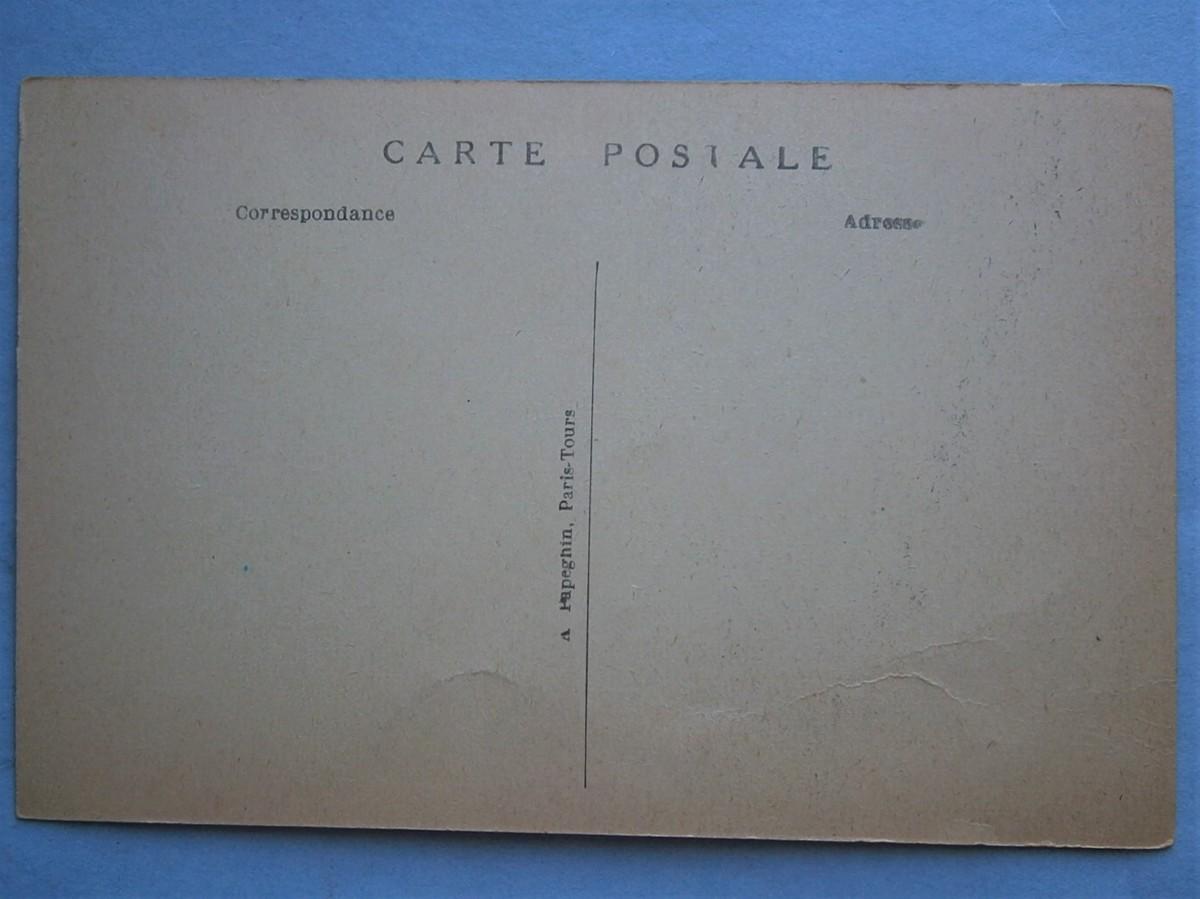 CARTE POSTALE
Correspondance
Adresse
A Papeghin, Paris-Tours